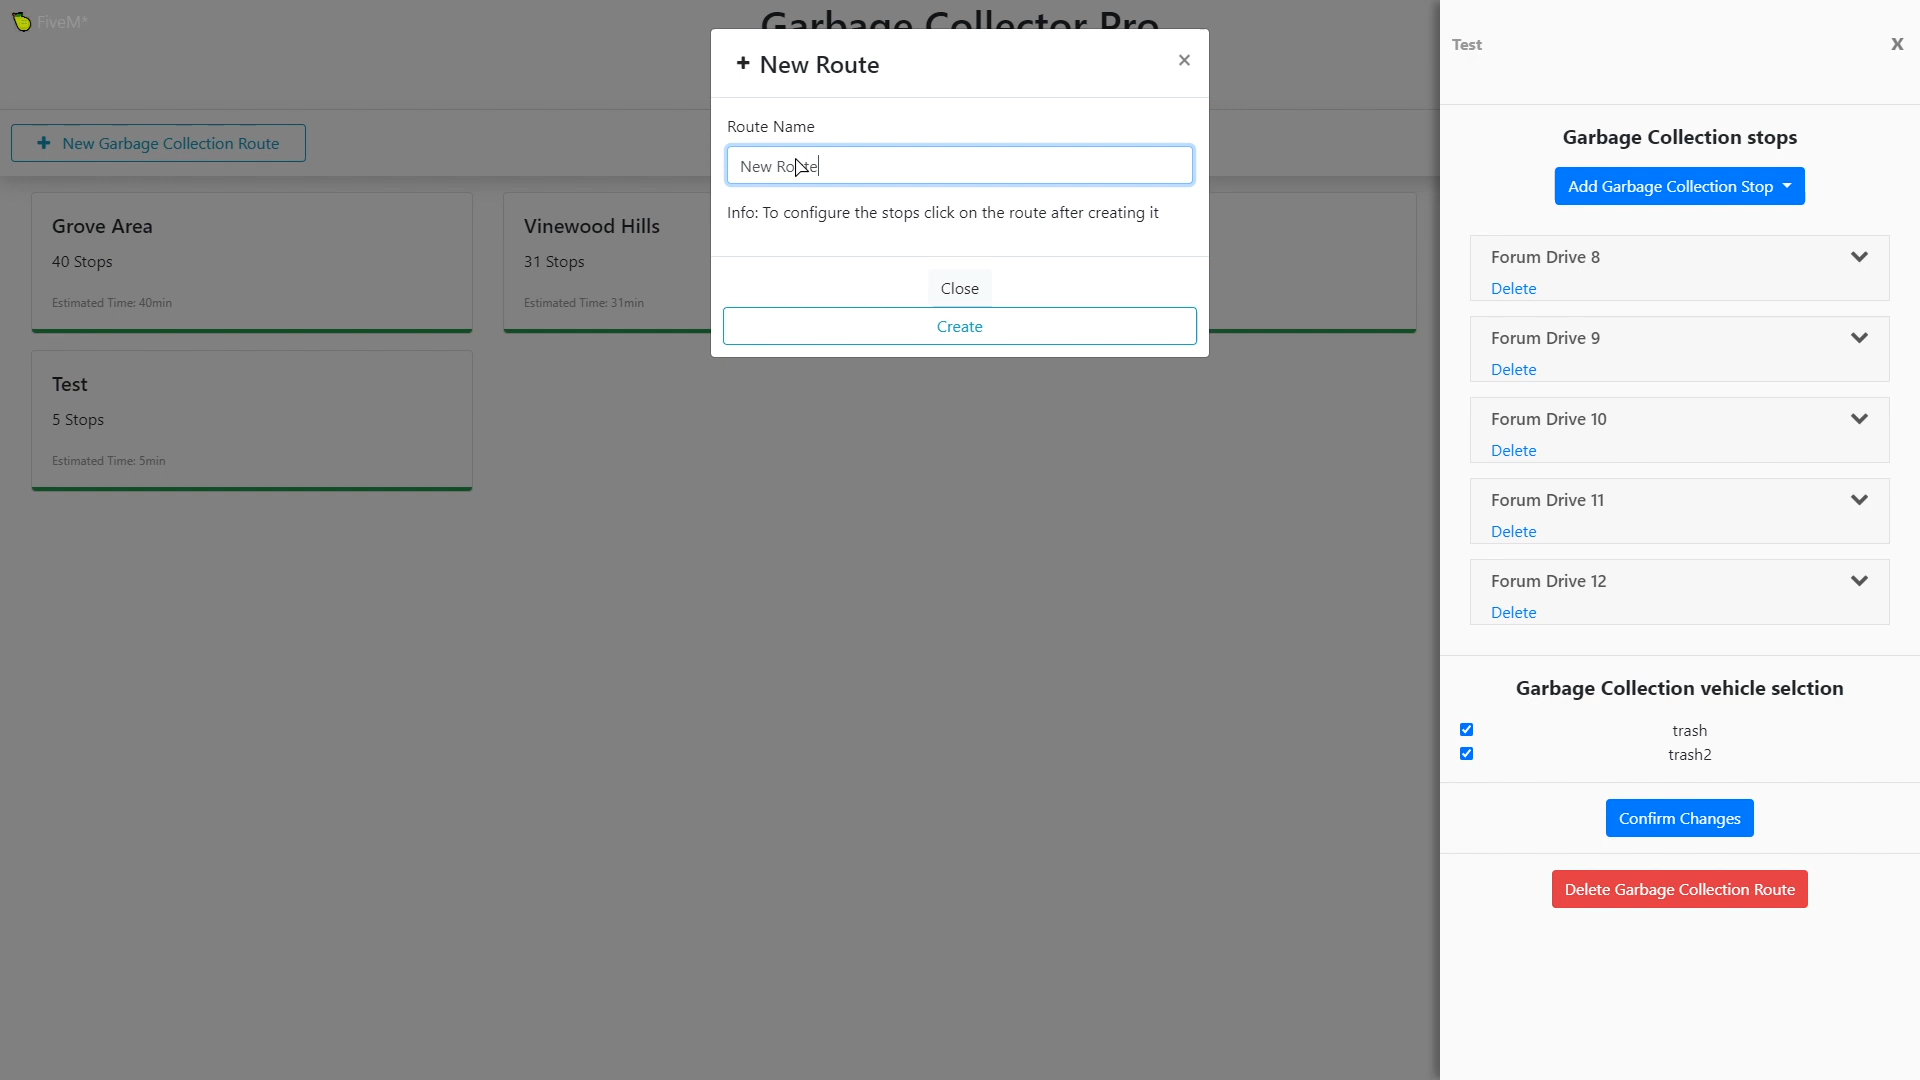 FiveM*
Garbage Collector Pro
New Garbage Collection Route
Grove Area
40 Stops
Estimated Time: 40min
Vinewood Hills
31 Stops
Estimated Time: 31min
Test
5 Stops
Estimated Time: 5min
+ New Route
×
Route Name
New Route
Info: To configure the stops click on the route after creating it
Close
Create
Test
X
Garbage Collection stops
Add Garbage Collection Stop
Forum Drive 8
Delete
Forum Drive 9
Delete
Forum Drive 10
Delete
Forum Drive 11
Delete
Forum Drive 12
Delete
Garbage Collection vehicle selction
trash
trash2
Confirm Changes
Delete Garbage Collection Route